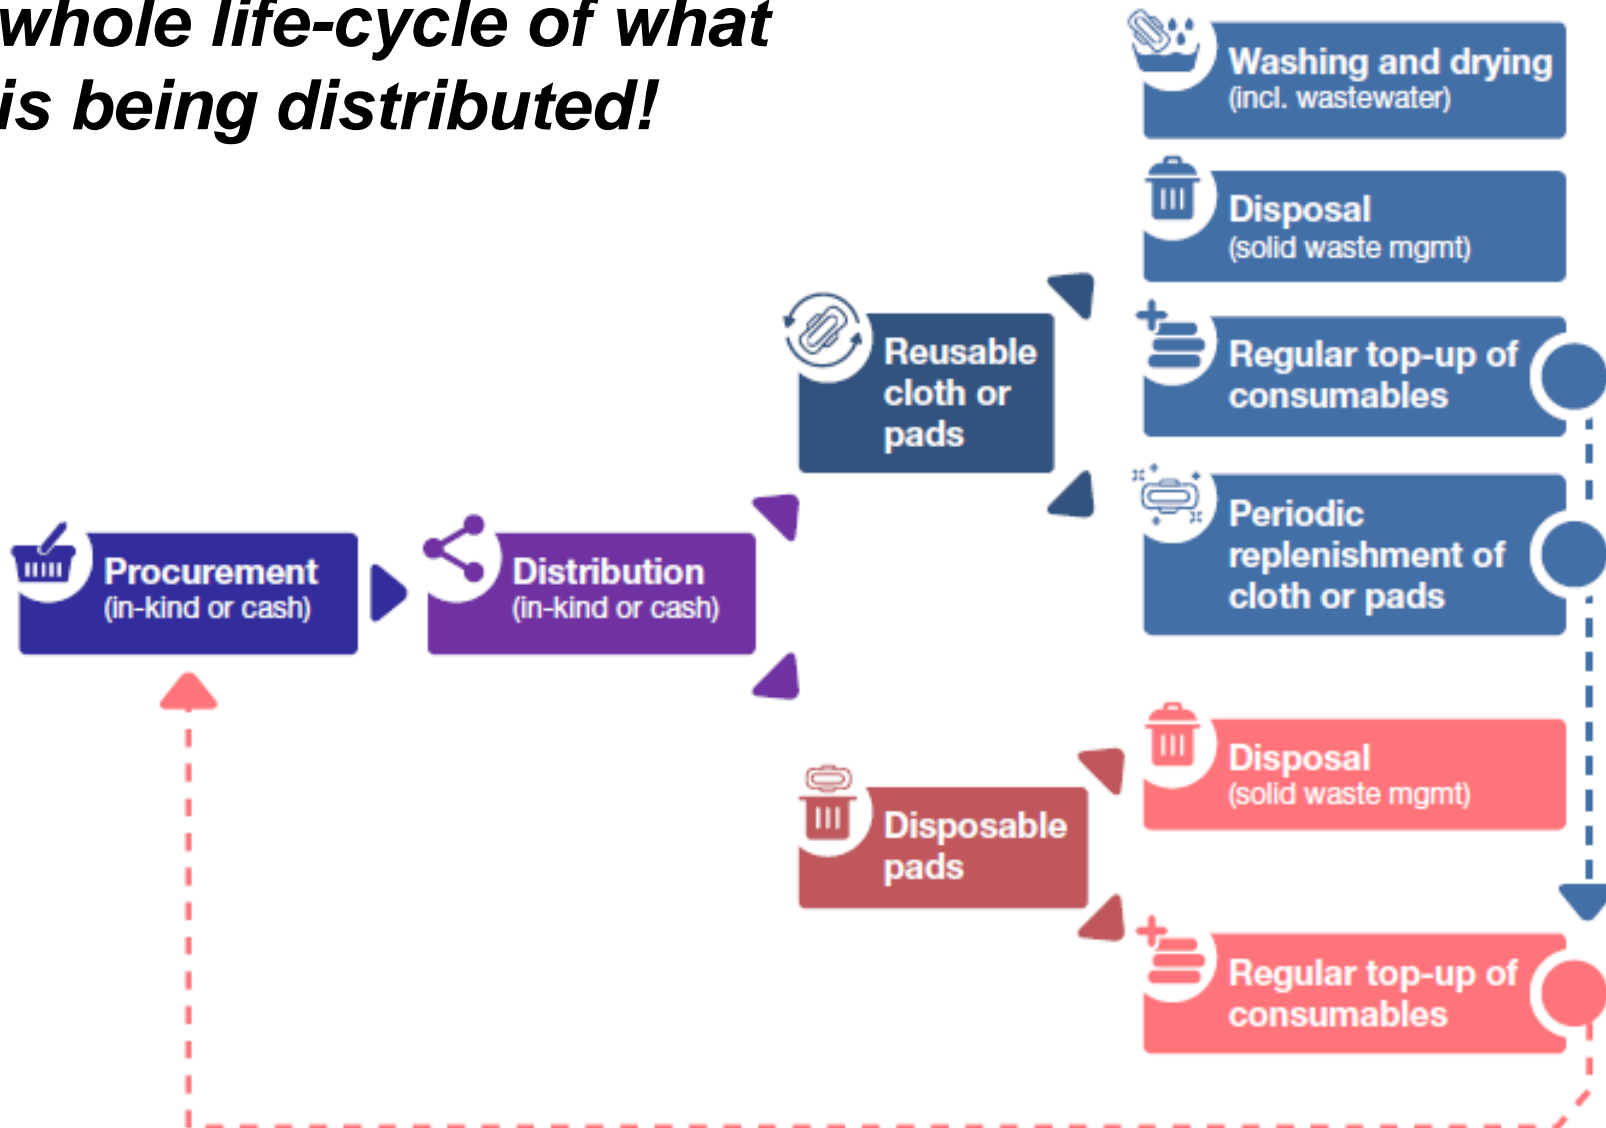 whole life-cycle of what
is being distributed!
Washing and drying
(incl. wastewater)
Disposal
(solid waste mgmt)
Regular top-up of
consumables
Reusable
cloth or
pads
Periodic
replenishment of
cloth or pads
Procurement
(in-kind or cash)
Distribution
(in-kind or cash)
Disposal
(solid waste mgmt)
Disposable
pads
Regular top-up of
consumables